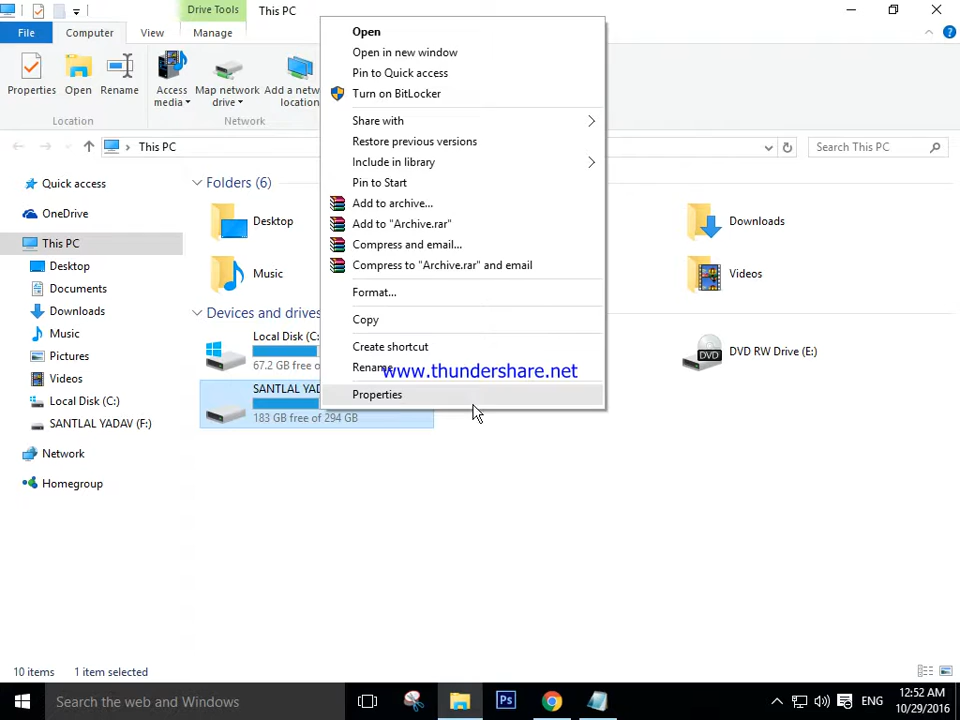 Drive Tools
This PC
File
Computer
View
Manage
Properties
Open
Rename
Access media
Map network drive
Add a netw location
Location
Network
This PC
Search This PC
Quick access
OneDrive
This PC
Desktop
Documents
Downloads
Music
Pictures
Videos
Local Disk (C:)
SANTLAL YADAV (F:)
Network
Homegroup
Folders (6)
Desktop
Music
Downloads
Videos
Devices and drives
Local Disk (C:
67.2 GB free o
SANTLAL YAD
183 GB free of 294 GB
DVD RW Drive (E:)
Open
Open in new window
Pin to Quick access
Turn on BitLocker
Share with
Restore previous versions
Include in library
Pin to Start
Add to archive...
Add to "Archive.rar"
Compress and email...
Compress to "Archive.rar" and email
Format...
Copy
Create shortcut
Rename
www.thundershare.net
Properties
10 items
1 item selected
Search the web and Windows
Ps
ENG
12:52 AM
10/29/2016